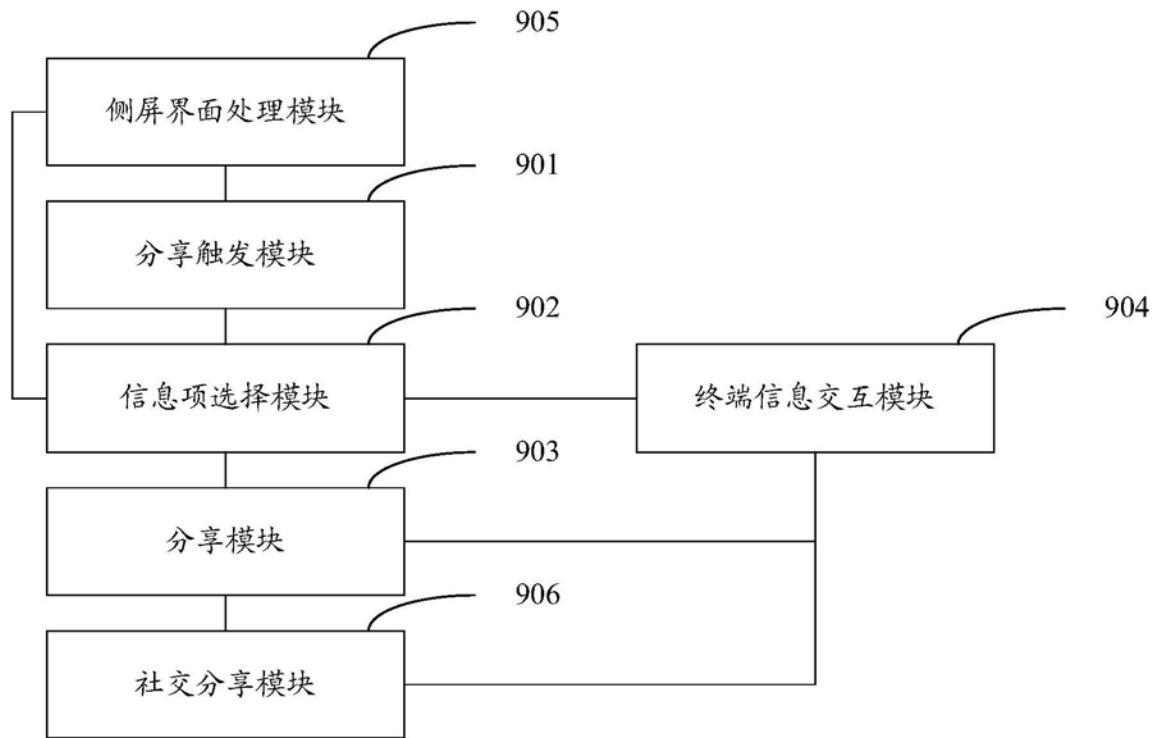 905
侧屏界面处理模块
901
分享触发模块
902
904
信息项选择模块
终端信息交互模块
903
分享模块
906
社交分享模块